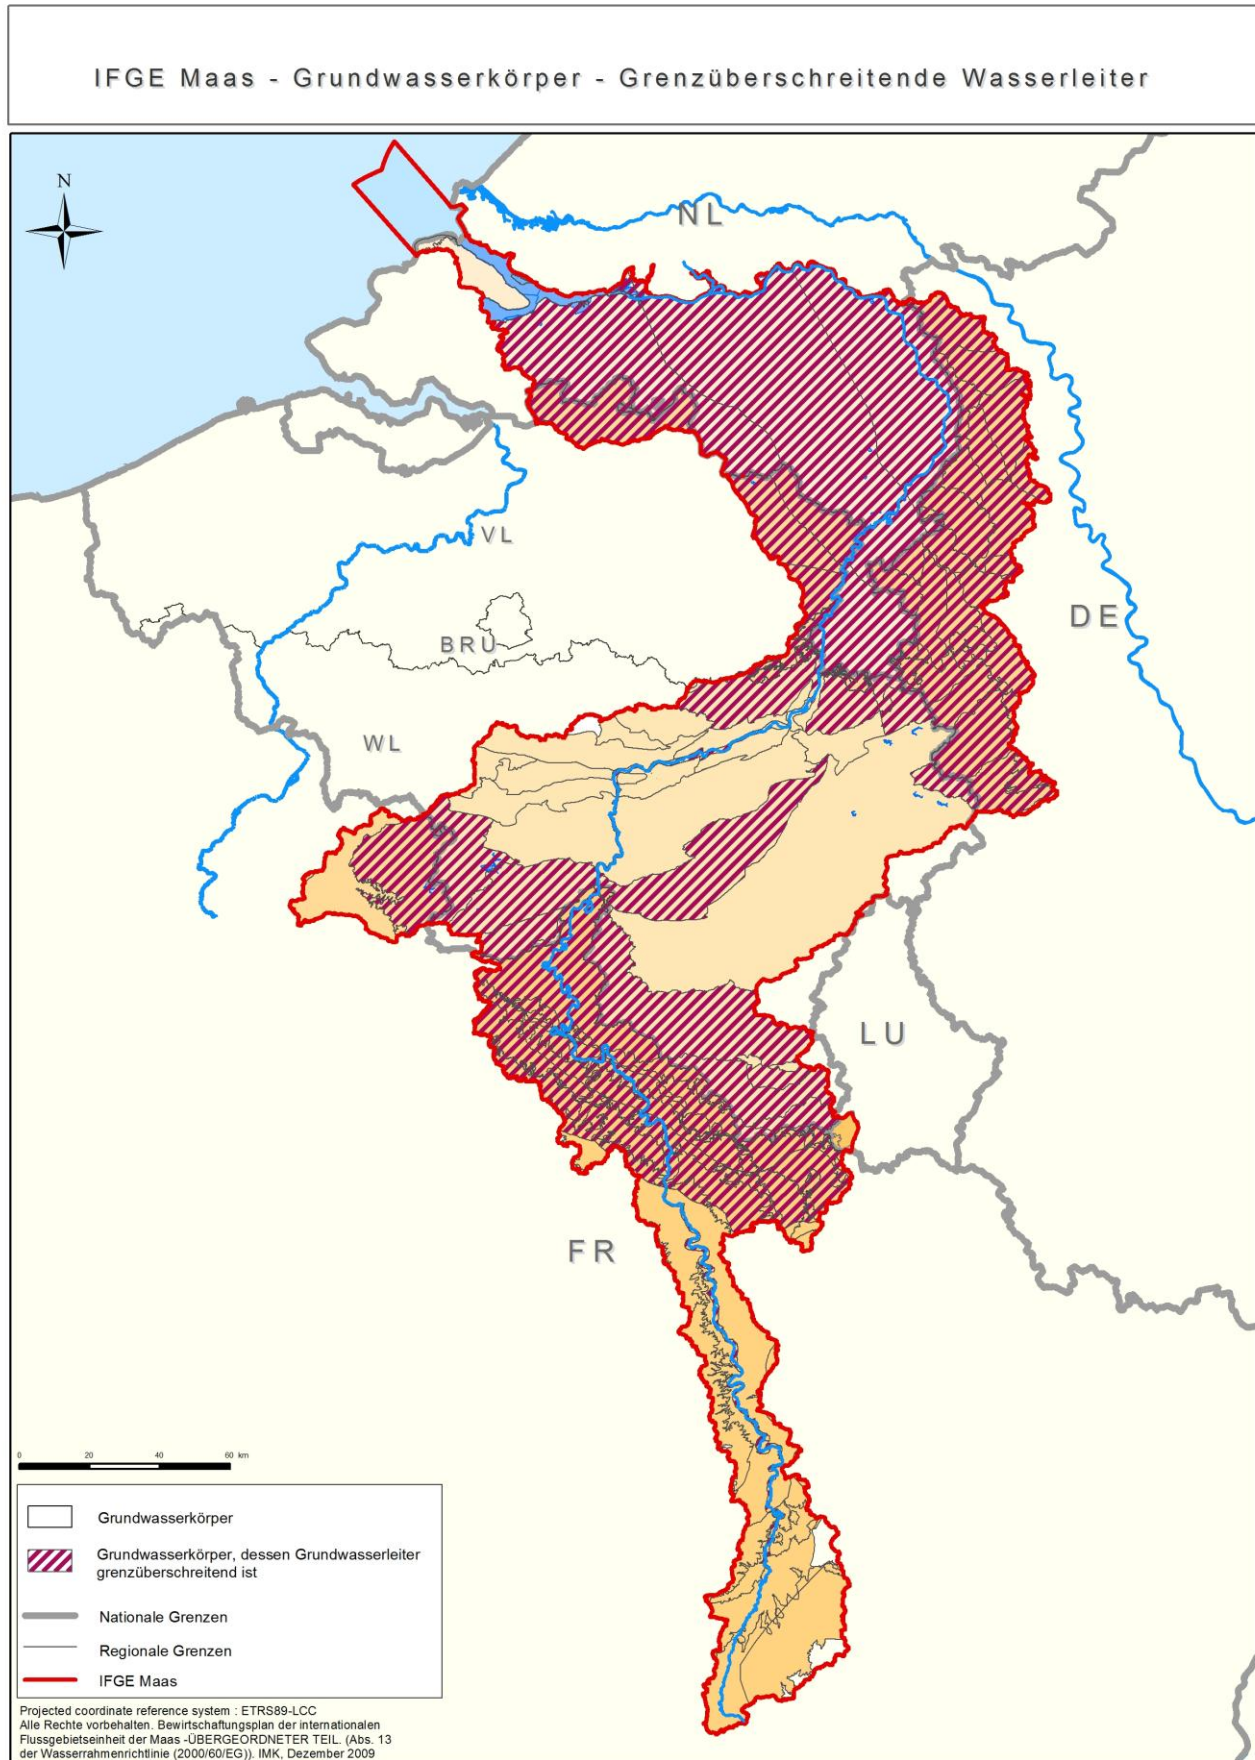 IFGE Maas - Grundwasserkörper - Grenzüberschreitende Wasserleiter
N
NL
VL
DE
BRU
WL
LU
FR
0 20 40 60 km
Grundwasserkörper
Grundwasserkörper, dessen Grundwasserleiter
grenzüberschreitend ist
Nationale Grenzen
Regionale Grenzen
IFGE Maas
Projected coordinate reference system : ETRS89-LCC
Alle Rechte vorbehalten. Bewirtschaftungsplan der internationalen
Flussgebietseinheit der Maas -ÜBERGEORDNETER TEIL. (Abs. 13
der Wasserrahmenrichtlinie (2000/60/EG)). IMK, Dezember 2009